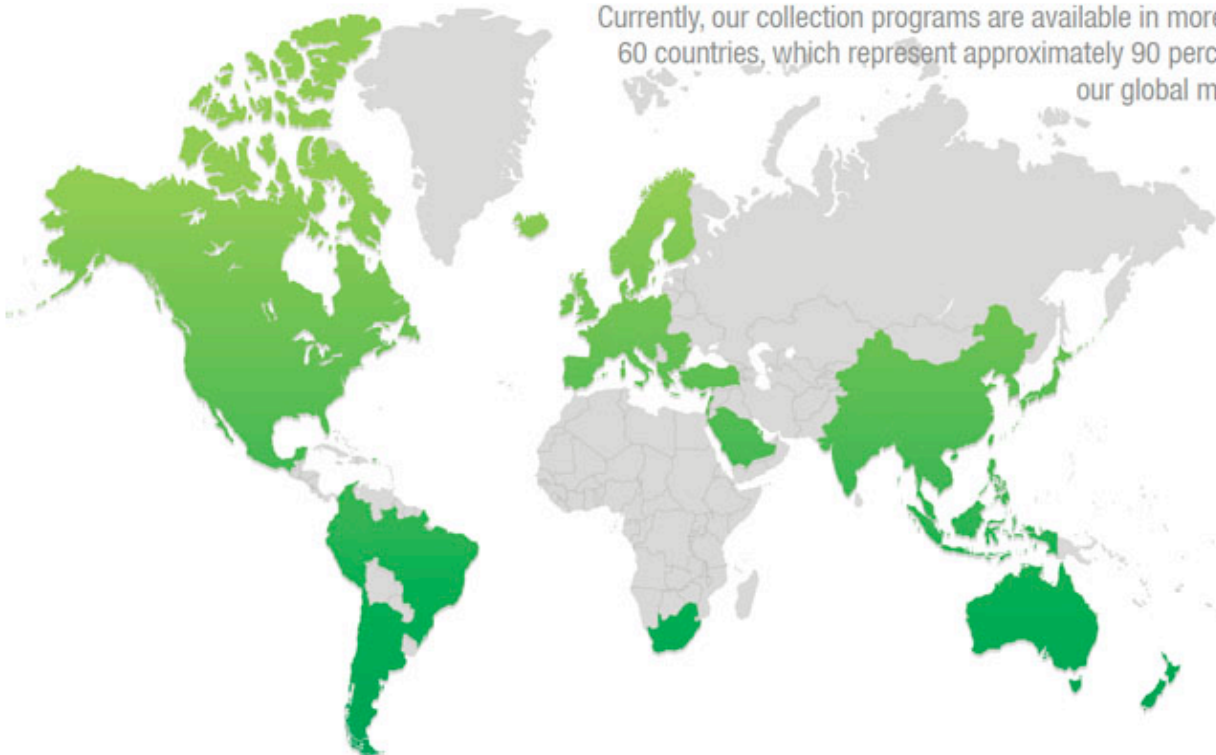 Currently, our collection programs are available in more
60 countries, which represent approximately 90 perc
our global m